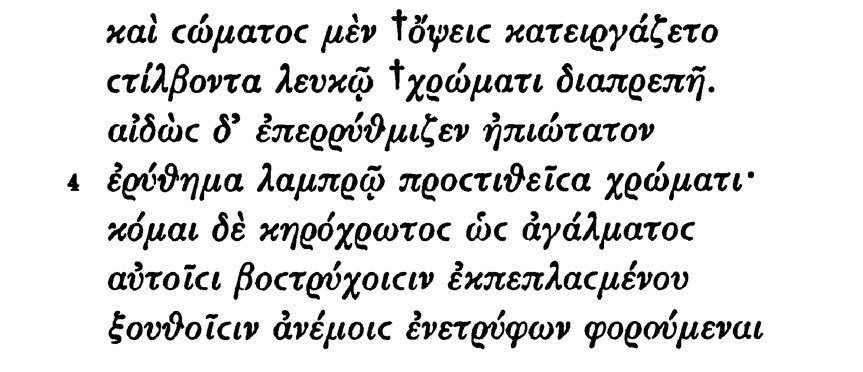 καὶ ϲώματοϲ μὲν †ὄψειϲ κατειργάζετο
ϲτίλβοντα λευκῷ †χρώματι διαπρεπῆ.
αἰδὼϲ δ’ ἐπερρύθμιζεν ἠπιώτατον
4 ἐρύθημα λαμπρῷ προϲτιθεῖϲα χρώματι·
κόμαι δὲ κηρόχρωτοϲ ὡϲ ἀγάλματοϲ
αὐτοῖϲι βοϲτρύχοιϲιν ἐκπεπλαϲμένου
ξουθοῖϲιν ἀνέμοιϲ ἐνετρύφων φορούμεναι